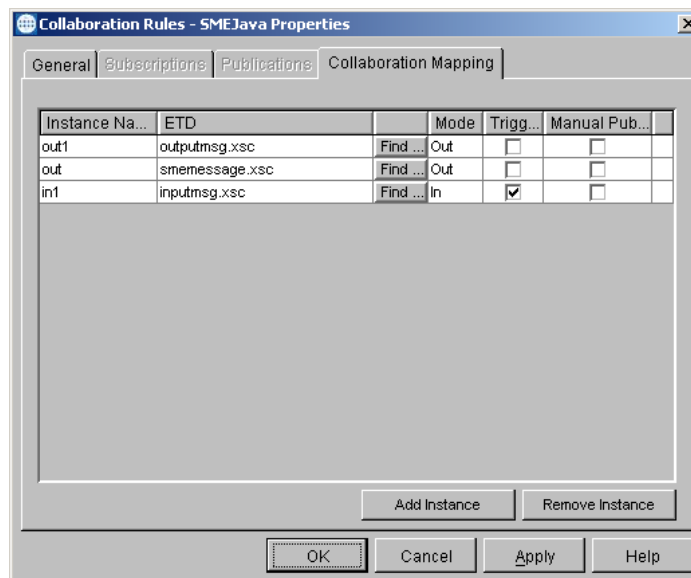 Collaboration Rules - SMEJava Properties
General Subscriptions Publications Collaboration Mapping
Instance Na... ETD Mode Trigg... Manual Pub...
out1 outputmsg.xsc Find ... Out
out smemessage.xsc Find ... Out
in1 inputmsg.xsc Find ... In
Add Instance Remove Instance
OK Cancel Apply Help